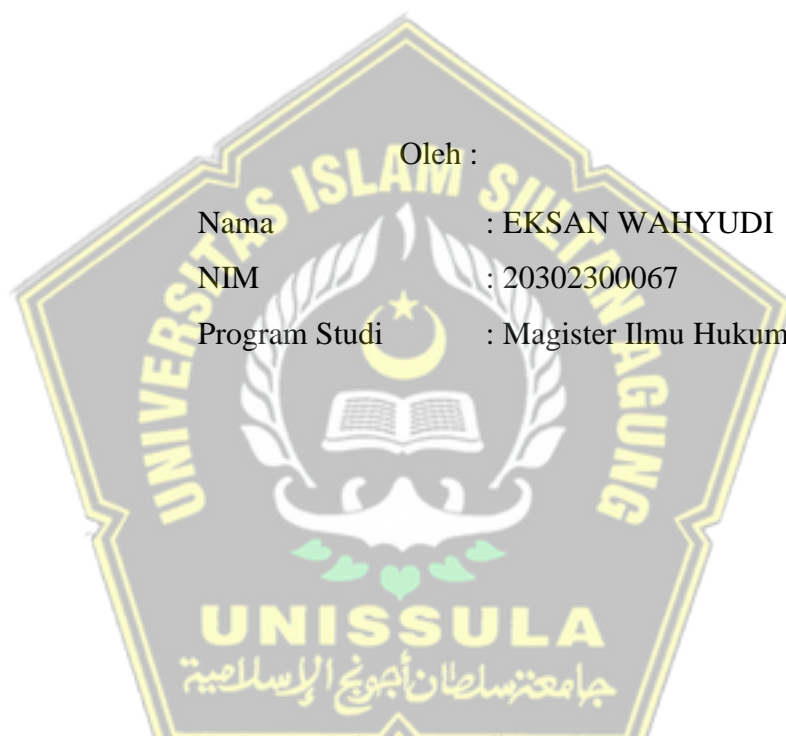 Oleh :
Nama : EKSAN WAHYUDI
NIM : 20302300067
Program Studi : Magister Ilmu Hukum
UNIVERSITAS ISLAM SULTAN AGUNG
UNISSULA
جامعة سلطان أجونج الإسلامية